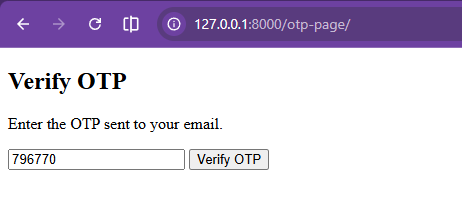 127.0.0.1:8000/otp-page/
Verify OTP
Enter the OTP sent to your email.
796770 Verify OTP